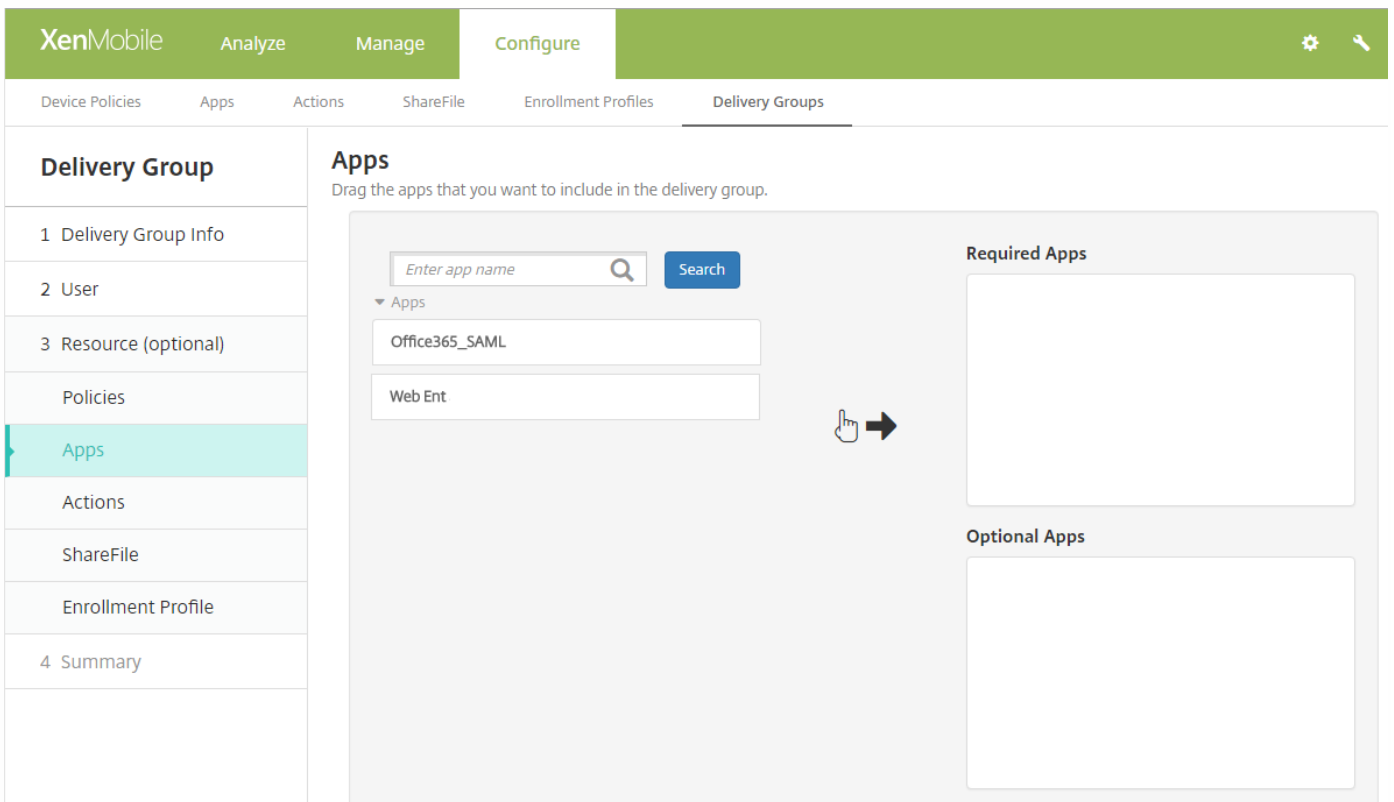 XenMobile Analyze Manage Configure
Device Policies Apps Actions ShareFile Enrollment Profiles Delivery Groups
Delivery Group
1 Delivery Group Info
2 User
3 Resource (optional)
Policies
Apps
Actions
ShareFile
Enrollment Profile
4 Summary
Apps
Drag the apps that you want to include in the delivery group.
Enter app name Search
Apps
Office365_SAML
Web Ent
Required Apps
Optional Apps